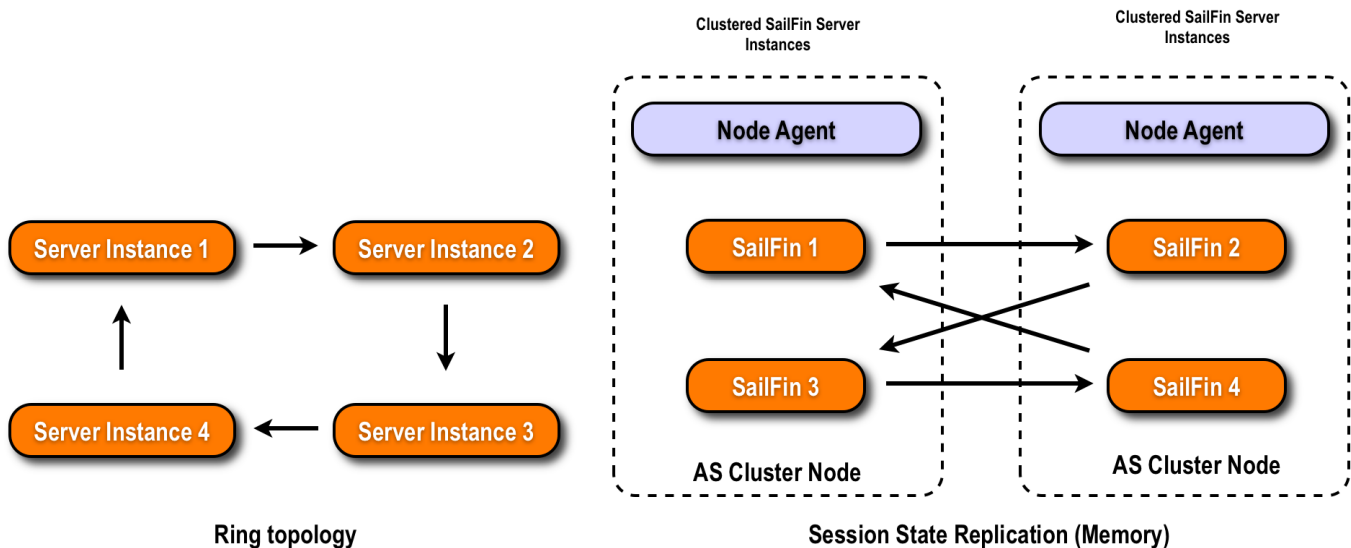 Clustered SailFin Server
Instances
Clustered SailFin Server
Instances
Node Agent
Node Agent
Server Instance 1
Server Instance 2
SailFin 1
SailFin 2
Server Instance 4
Server Instance 3
SailFin 3
SailFin 4
AS Cluster Node
AS Cluster Node
Ring topology
Session State Replication (Memory)